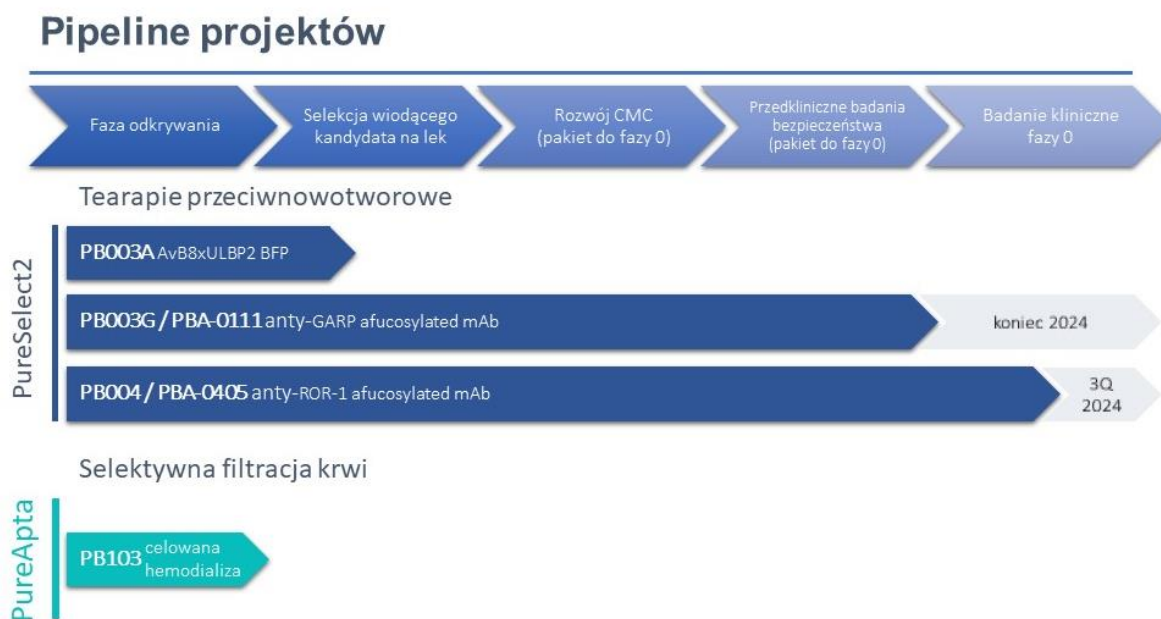 Pipeline projektów
Faza odkrywania
Selekcja wiodącego
kandydata na lek
Rozwój CMC
(pakiet do fazy 0)
Przedkliniczne badania
bezpieczeństwa
(pakiet do fazy 0)
Badanie kliniczne
fazy 0
Tearapie przeciwnowotworowe
PureSelect2
PB003A AvB8xULBP2 BFP
PB003G / PBA-0111 anty-GARP afucosylated mAb
koniec 2024
PB004 / PBA-0405 anty-ROR-1 afucosylated mAb
3Q
2024
Selektywna filtracja krwi
PureApta
PB103 celowana
hemodializa